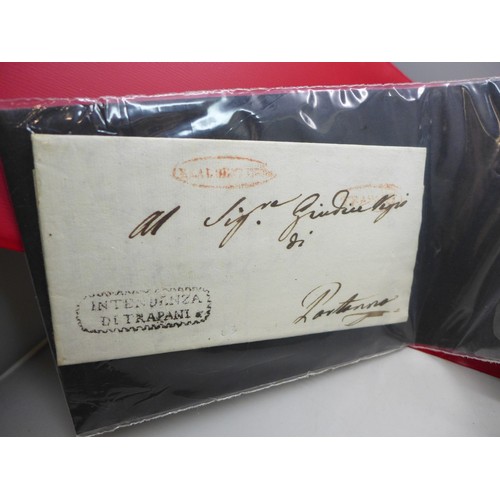 Al Sig.re Giudice Regio
di
Partanna
INTENDENZA
DI TRAPANI